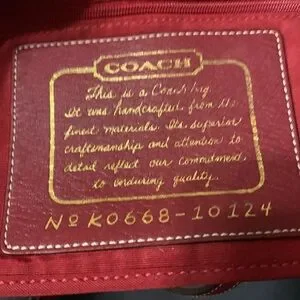 COACH
This is a Coach bag.
It was handcrafted from the
finest materials. Its superior
craftsmanship and attention to
detail reflect our commitment
to enduring quality.
Nº K0668-10124